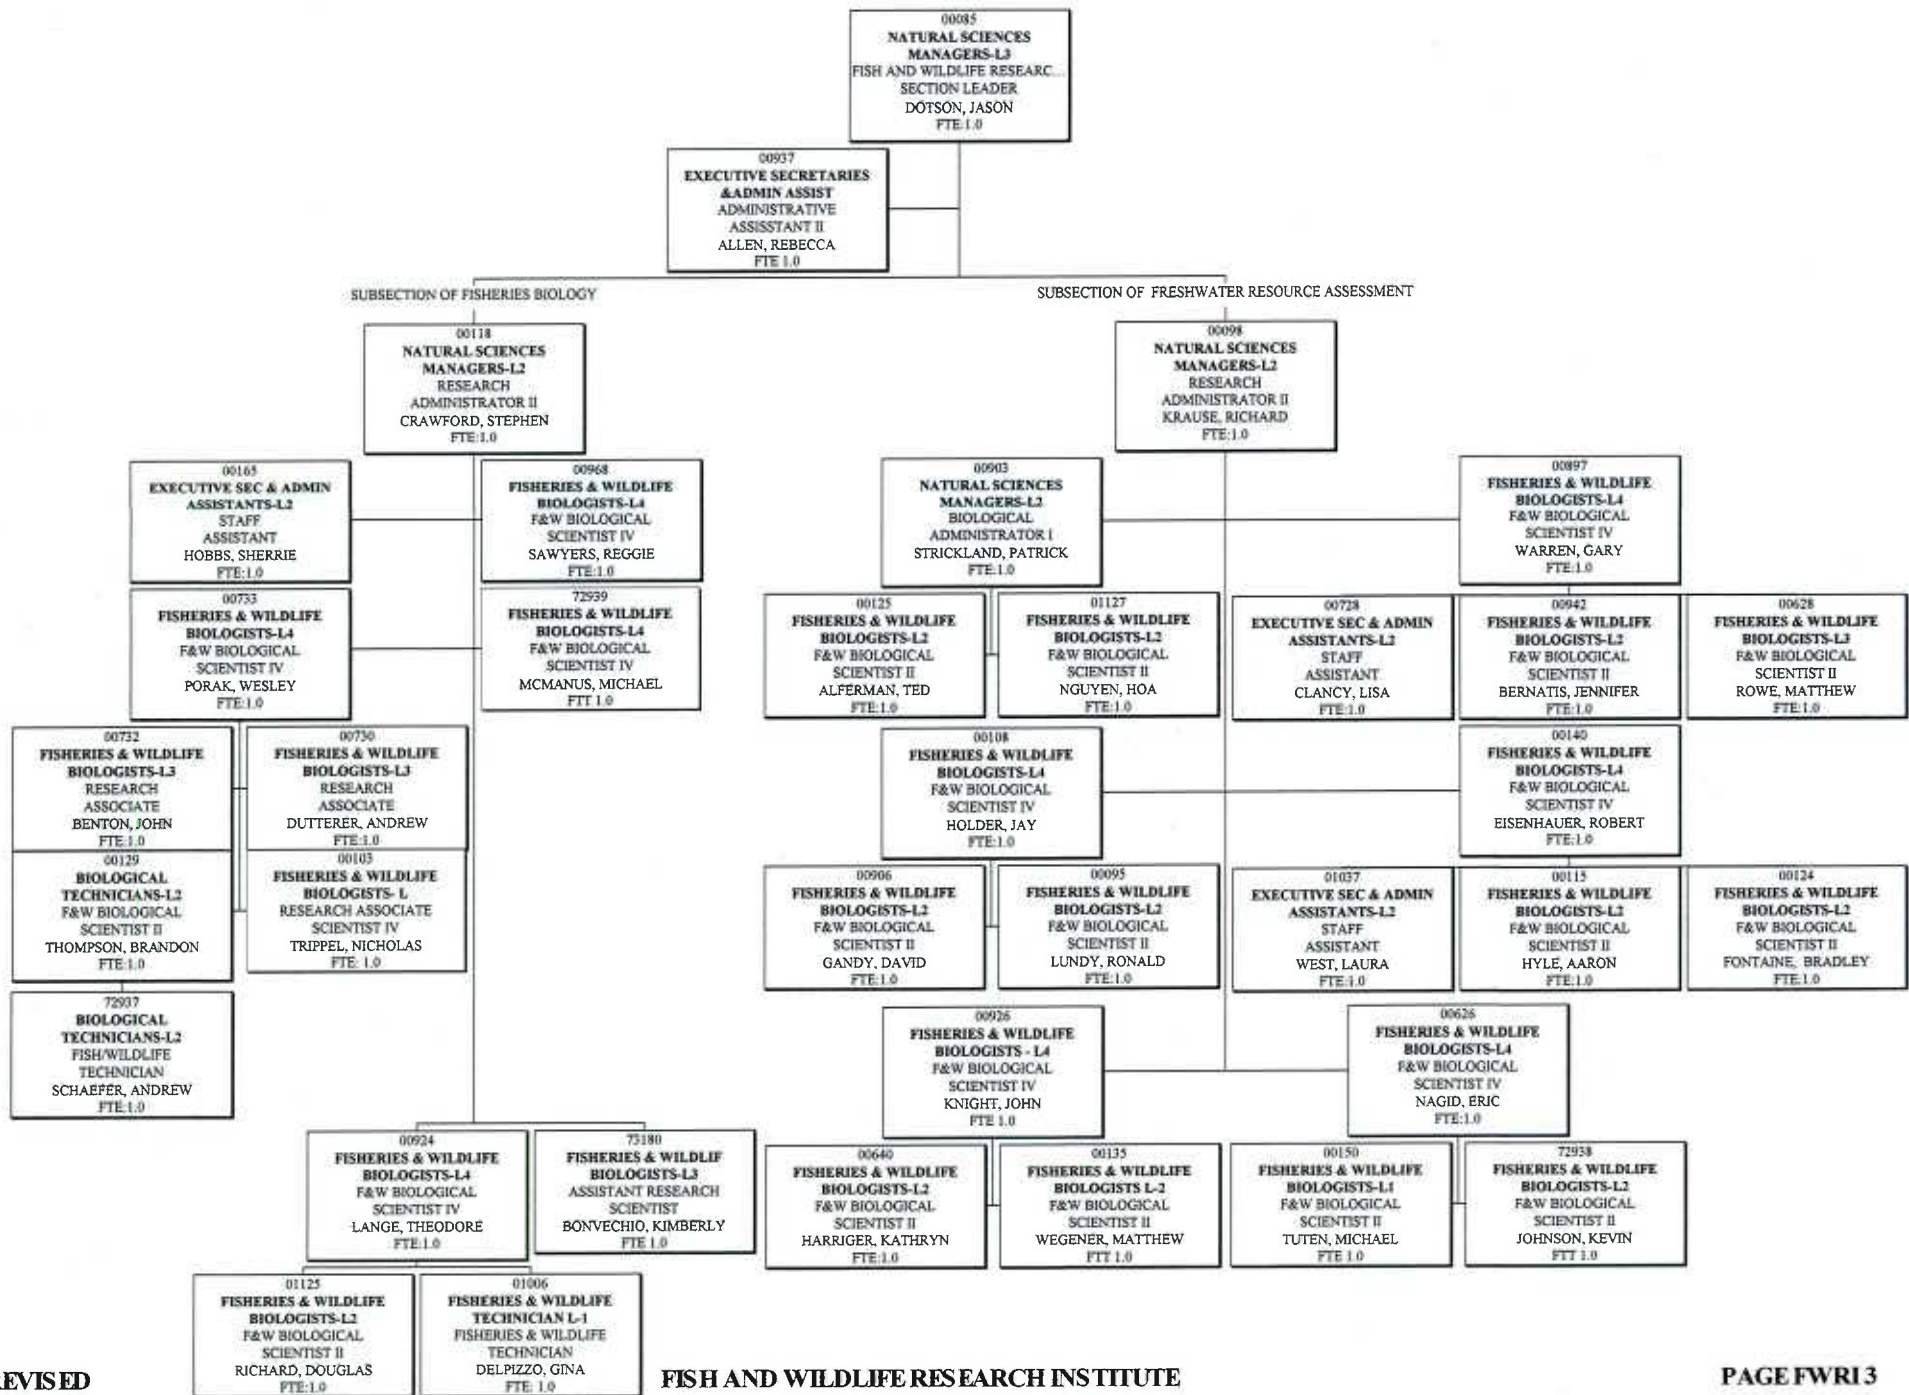 00085
NATURAL SCIENCES
MANAGERS-L3
FISH AND WILDLIFE RESEARC...
SECTION LEADER
DOTSON, JASON
FTE:1.0
00937
EXECUTIVE SECRETARIES
&ADMIN ASSIST
ADMINISTRATIVE
ASSISSTANT II
ALLEN, REBECCA
FTE 1.0
SUBSECTION OF FISHERIES BIOLOGY
SUBSECTION OF FRESHWATER RESOURCE ASSESSMENT
00118
NATURAL SCIENCES
MANAGERS-L2
RESEARCH
ADMINISTRATOR II
CRAWFORD, STEPHEN
FTE:1.0
00098
NATURAL SCIENCES
MANAGERS-L2
RESEARCH
ADMINISTRATOR II
KRAUSE, RICHARD
FTE:1.0
00165
EXECUTIVE SEC & ADMIN
ASSISTANTS-L2
STAFF
ASSISTANT
HOBBS, SHERRIE
FTE:1.0
00968
FISHERIES & WILDLIFE
BIOLOGISTS-L4
F&W BIOLOGICAL
SCIENTIST IV
SAWYERS, REGGIE
FTE:1.0
00903
NATURAL SCIENCES
MANAGERS-L2
BIOLOGICAL
ADMINISTRATOR I
STRICKLAND, PATRICK
FTE:1.0
00897
FISHERIES & WILDLIFE
BIOLOGISTS-L4
F&W BIOLOGICAL
SCIENTIST IV
WARREN, GARY
FTE:1.0
00733
FISHERIES & WILDLIFE
BIOLOGISTS-L4
F&W BIOLOGICAL
SCIENTIST IV
PORAK, WESLEY
FTE:1.0
72939
FISHERIES & WILDLIFE
BIOLOGISTS-L4
F&W BIOLOGICAL
SCIENTIST IV
MCMANUS, MICHAEL
FTT 1.0
00125
FISHERIES & WILDLIFE
BIOLOGISTS-L2
F&W BIOLOGICAL
SCIENTIST II
ALFERMAN, TED
FTE:1.0
01127
FISHERIES & WILDLIFE
BIOLOGISTS-L2
F&W BIOLOGICAL
SCIENTIST II
NGUYEN, HOA
FTE:1.0
00728
EXECUTIVE SEC & ADMIN
ASSISTANTS-L2
STAFF
ASSISTANT
CLANCY, LISA
FTE:1.0
00942
FISHERIES & WILDLIFE
BIOLOGISTS-L2
F&W BIOLOGICAL
SCIENTIST II
BERNATIS, JENNIFER
FTE:1.0
00628
FISHERIES & WILDLIFE
BIOLOGISTS-L3
F&W BIOLOGICAL
SCIENTIST II
ROWE, MATTHEW
FTE:1.0
00732
FISHERIES & WILDLIFE
BIOLOGISTS-L3
RESEARCH
ASSOCIATE
BENTON, JOHN
FTE:1.0
00730
FISHERIES & WILDLIFE
BIOLOGISTS-L3
RESEARCH
ASSOCIATE
DUTTERER, ANDREW
FTE:1.0
00108
FISHERIES & WILDLIFE
BIOLOGISTS-L4
F&W BIOLOGICAL
SCIENTIST IV
HOLDER, JAY
FTE:1.0
00140
FISHERIES & WILDLIFE
BIOLOGISTS-L4
F&W BIOLOGICAL
SCIENTIST IV
EISENHAUER, ROBERT
FTE:1.0
00129
BIOLOGICAL
TECHNICIANS-L2
F&W BIOLOGICAL
SCIENTIST II
THOMPSON, BRANDON
FTE:1.0
00103
FISHERIES & WILDLIFE
BIOLOGISTS- L
RESEARCH ASSOCIATE
SCIENTIST IV
TRIPPEL, NICHOLAS
FTE: 1.0
00906
FISHERIES & WILDLIFE
BIOLOGISTS-L2
F&W BIOLOGICAL
SCIENTIST II
GANDY, DAVID
FTE:1.0
00095
FISHERIES & WILDLIFE
BIOLOGISTS-L2
F&W BIOLOGICAL
SCIENTIST II
LUNDY, RONALD
FTE:1.0
01037
EXECUTIVE SEC & ADMIN
ASSISTANTS-L2
STAFF
ASSISTANT
WEST, LAURA
FTE:1.0
00115
FISHERIES & WILDLIFE
BIOLOGISTS-L2
F&W BIOLOGICAL
SCIENTIST II
HYLE, AARON
FTE:1.0
00124
FISHERIES & WILDLIFE
BIOLOGISTS-L2
F&W BIOLOGICAL
SCIENTIST II
FONTAINE, BRADLEY
FTE:1.0
72937
BIOLOGICAL
TECHNICIANS-L2
FISH/WILDLIFE
TECHNICIAN
SCHAEFER, ANDREW
FTE:1.0
00926
FISHERIES & WILDLIFE
BIOLOGISTS - L4
F&W BIOLOGICAL
SCIENTIST IV
KNIGHT, JOHN
FTE 1.0
00626
FISHERIES & WILDLIFE
BIOLOGISTS-L4
F&W BIOLOGICAL
SCIENTIST IV
NAGID, ERIC
FTE:1.0
00924
FISHERIES & WILDLIFE
BIOLOGISTS-L4
F&W BIOLOGICAL
SCIENTIST IV
LANGE, THEODORE
FTE:1.0
73180
FISHERIES & WILDLIF
BIOLOGISTS-L3
ASSISTANT RESEARCH
SCIENTIST
BONVECHIO, KIMBERLY
FTE 1.0
00640
FISHERIES & WILDLIFE
BIOLOGISTS-L2
F&W BIOLOGICAL
SCIENTIST II
HARRIGER, KATHRYN
FTE:1.0
00135
FISHERIES & WILDLIFE
BIOLOGISTS L-2
F&W BIOLOGICAL
SCIENTIST II
WEGENER, MATTHEW
FTT 1.0
00150
FISHERIES & WILDLIFE
BIOLOGISTS-L1
F&W BIOLOGICAL
SCIENTIST II
TUTEN, MICHAEL
FTE 1.0
72938
FISHERIES & WILDLIFE
BIOLOGISTS-L2
F&W BIOLOGICAL
SCIENTIST II
JOHNSON, KEVIN
FTT 1.0
01125
FISHERIES & WILDLIFE
BIOLOGISTS-L2
F&W BIOLOGICAL
SCIENTIST II
RICHARD, DOUGLAS
FTE:1.0
01006
FISHERIES & WILDLIFE
TECHNICIAN L-1
FISHERIES & WILDLIFE
TECHNICIAN
DELPIZZO, GINA
FTE: 1.0
EVISED
FISH AND WILDLIFE RESEARCH INSTITUTE
PAGE FWRI 3